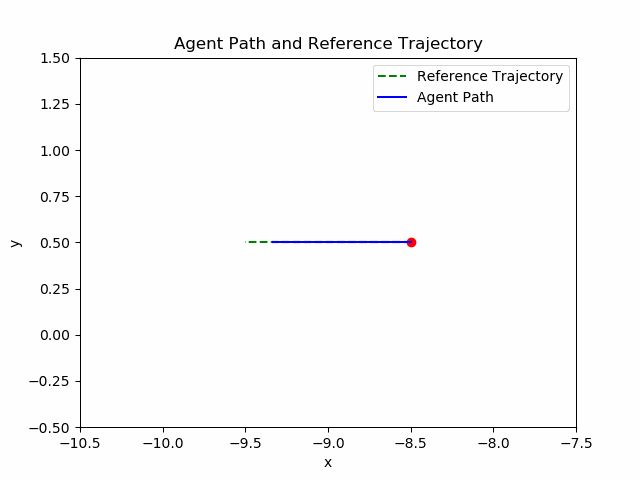 Agent Path and Reference Trajectory
Reference Trajectory
Agent Path
1.50
1.25
1.00
0.75
0.50
0.25
0.00
−0.25
−0.50
y
−10.5 −10.0 −9.5 −9.0 −8.5 −8.0 −7.5
x